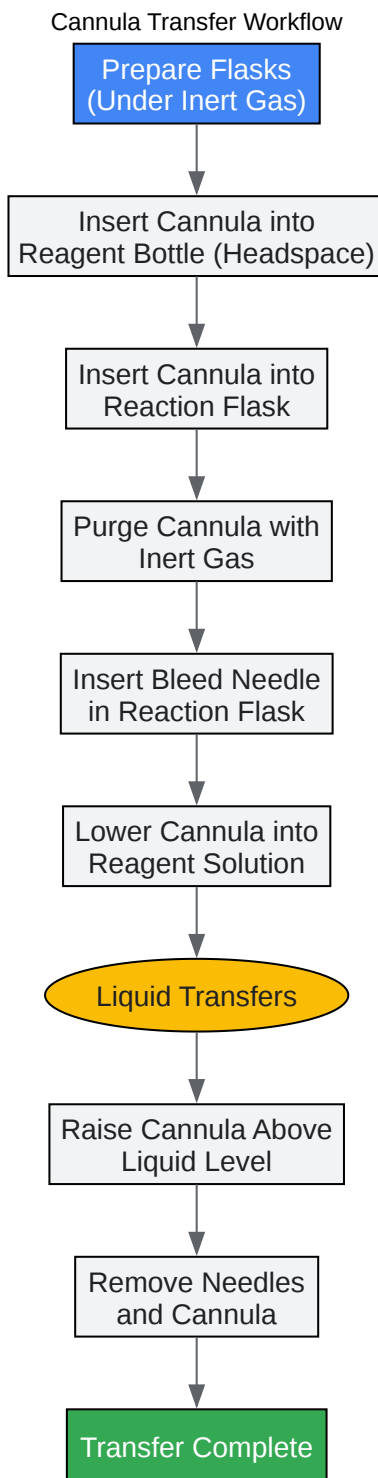 Cannula Transfer Workflow
Prepare Flasks
(Under Inert Gas)
Insert Cannula into
Reagent Bottle (Headspace)
Insert Cannula into
Reaction Flask
Purge Cannula with
Inert Gas
Insert Bleed Needle
in Reaction Flask
Lower Cannula into
Reagent Solution
Liquid Transfers
Raise Cannula Above
Liquid Level
Remove Needles
and Cannula
Transfer Complete